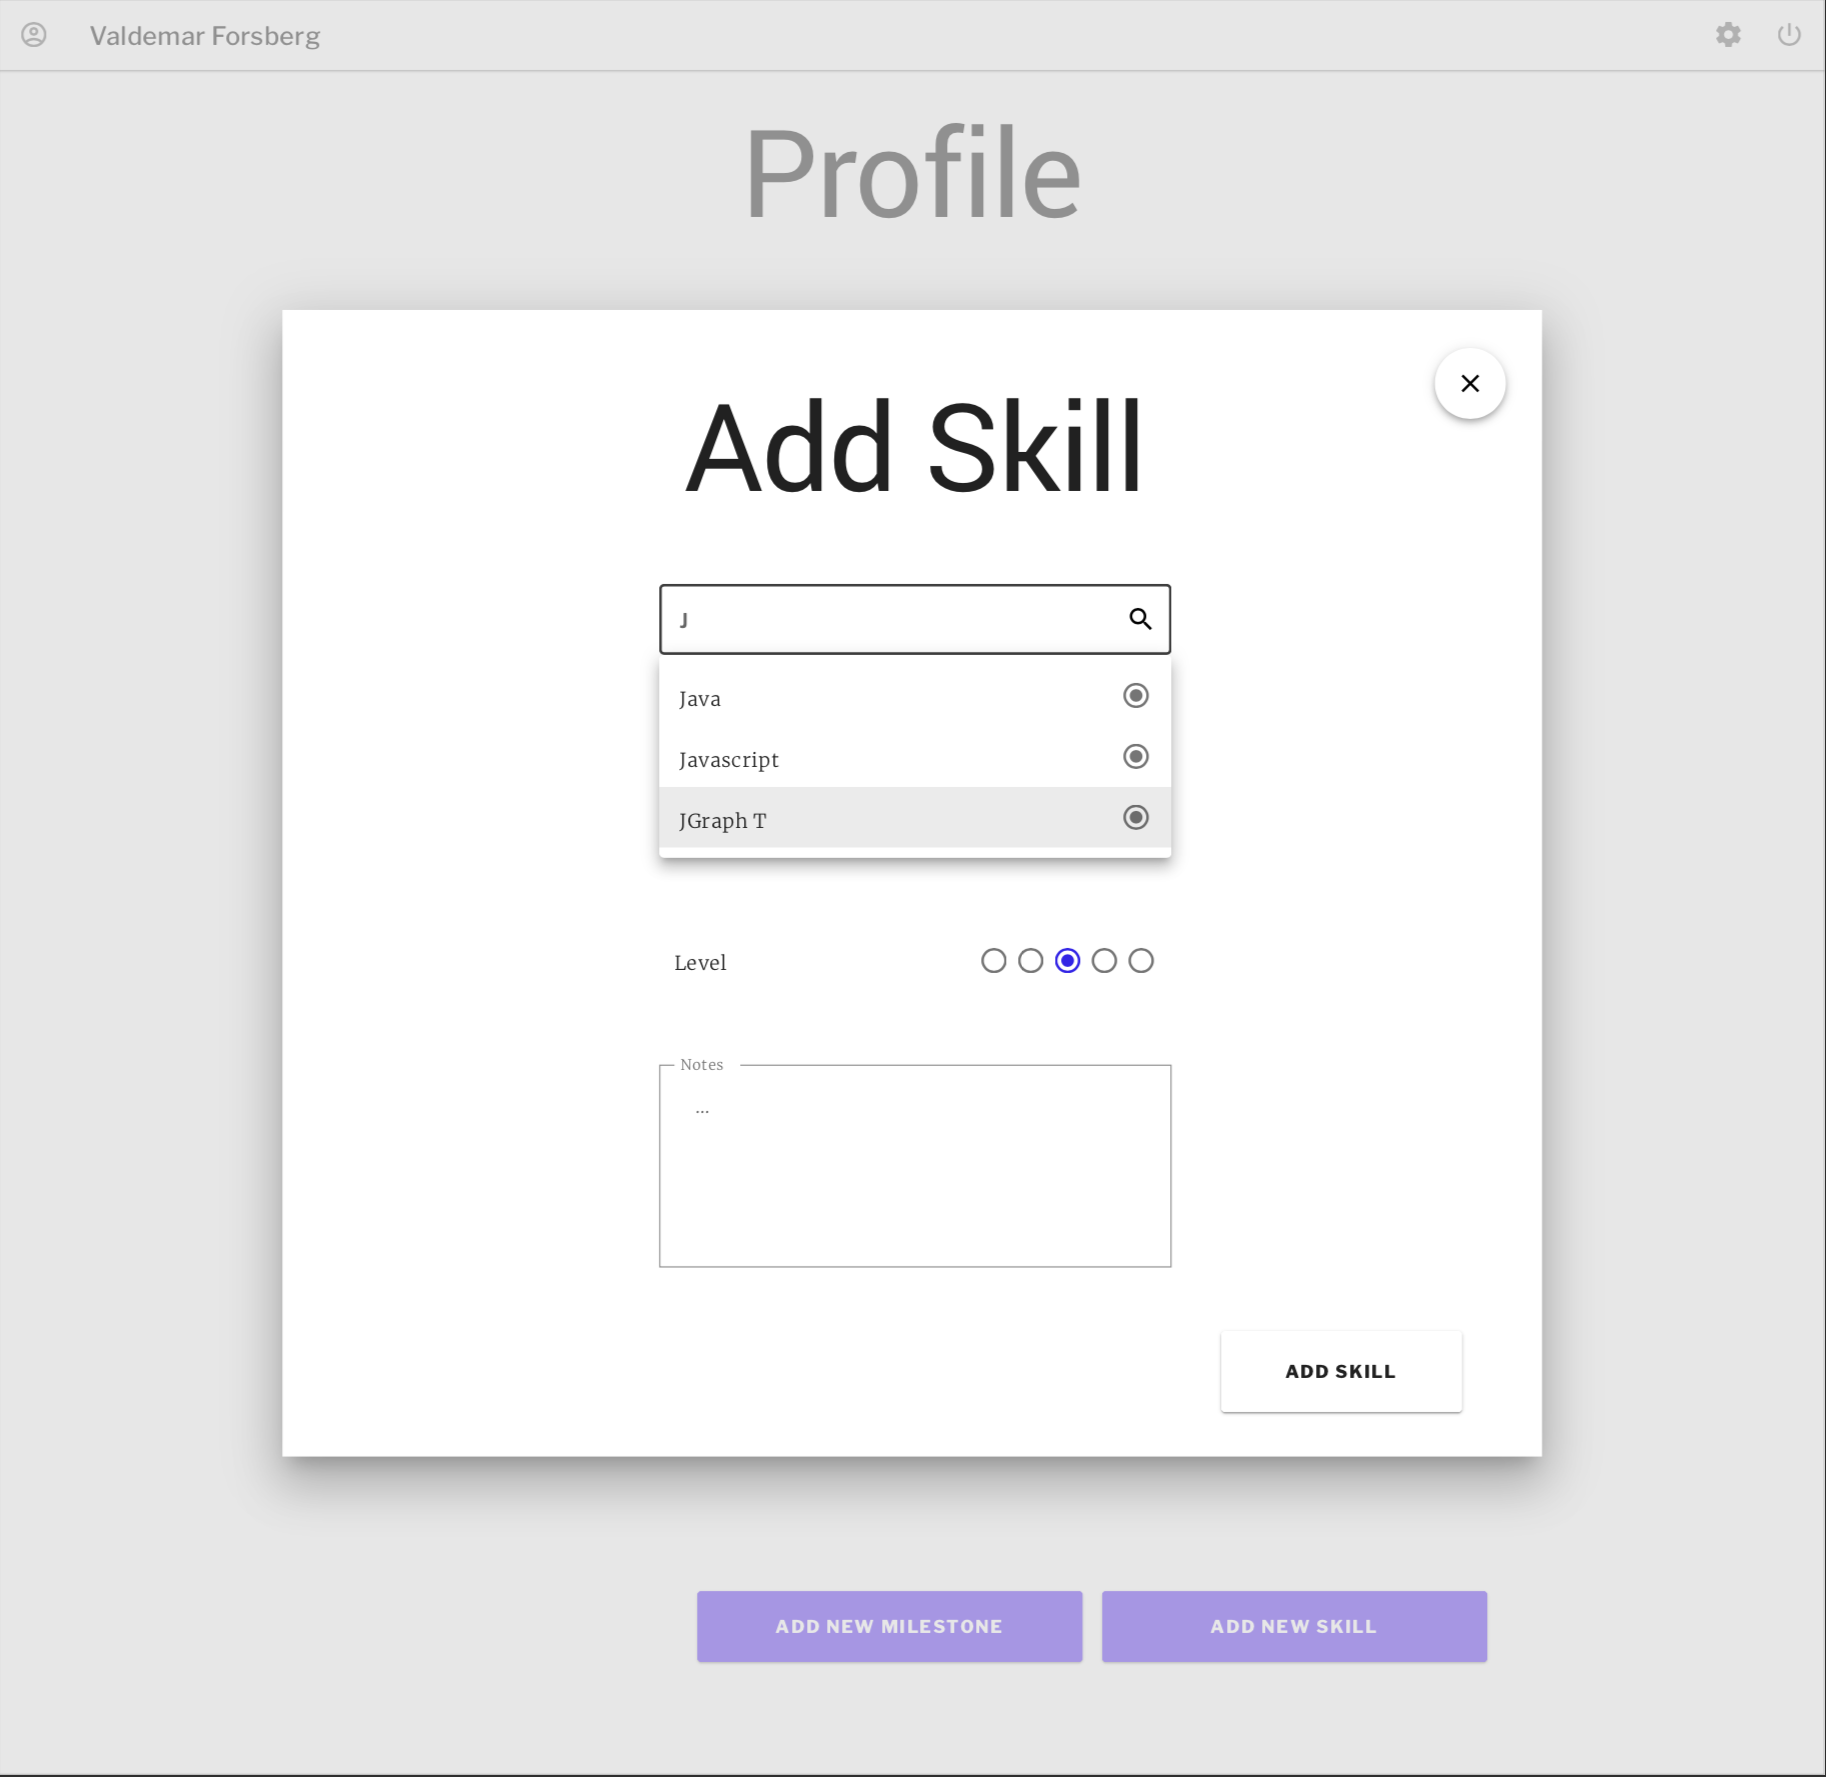 Valdemar Forsberg
Profile
Add Skill
J
Java
Javascript
JGraph T
Level
Notes
...
ADD SKILL
ADD NEW MILESTONE
ADD NEW SKILL